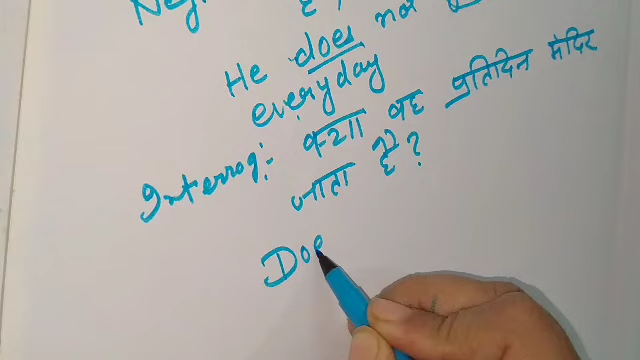 He does not
everyday
Interrog:- क्या वह प्रतिदिन मंदिर
जाता है?
Doe